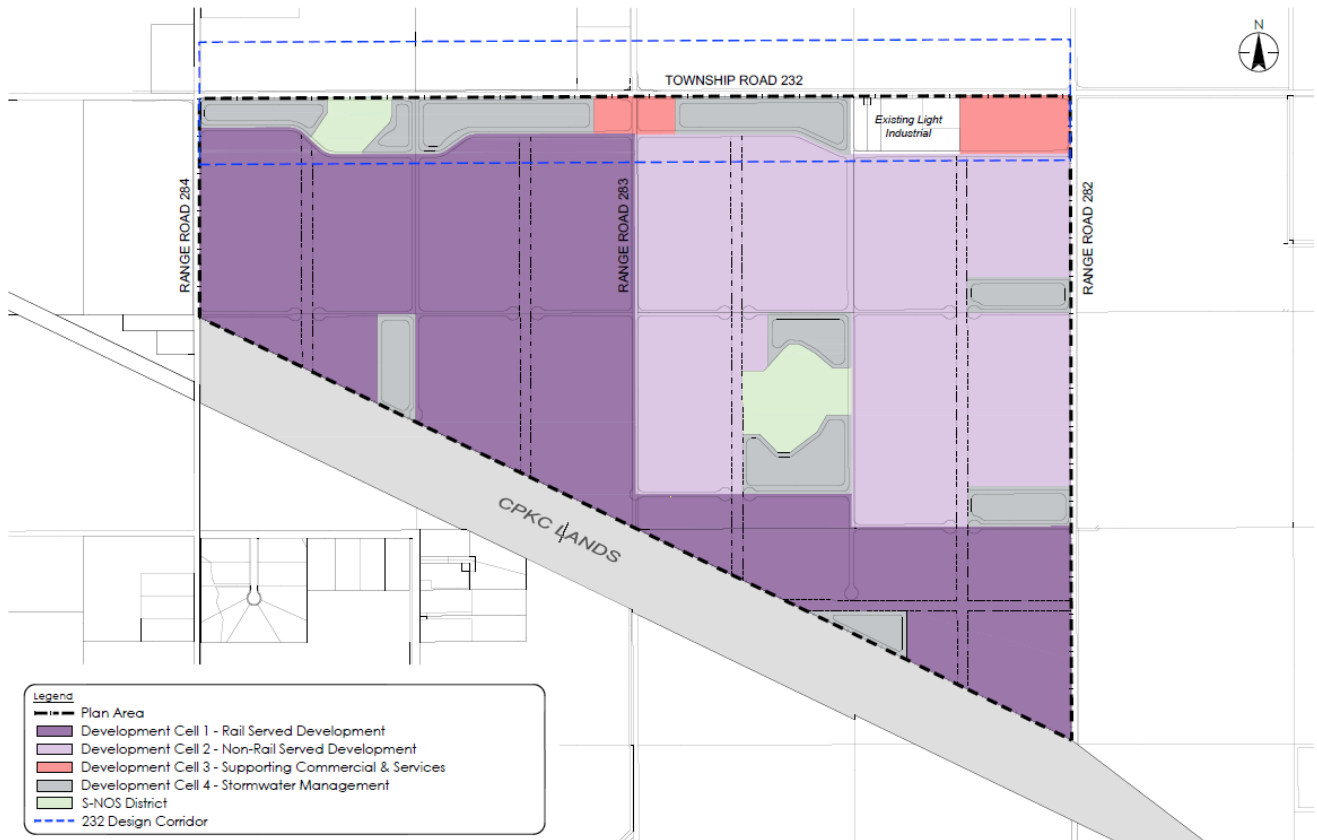 N
TOWNSHIP ROAD 232
Existing Light
Industrial
RANGE ROAD 284
RANGE ROAD 283
RANGE ROAD 282
CPKC LANDS
Legend
Plan Area
Development Cell 1 - Rail Served Development
Development Cell 2 - Non-Rail Served Development
Development Cell 3 - Supporting Commercial & Services
Development Cell 4 - Stormwater Management
S-NOS District
232 Design Corridor